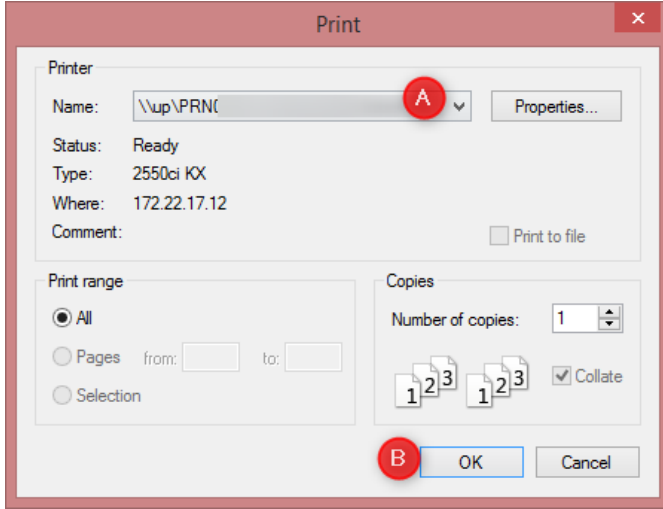 Print
Printer
Name: \\up\PRN A Properties...
Status: Ready
Type: 2550ci KX
Where: 172.22.17.12
Comment: Print to file
Print range
All
Pages from: to:
Selection
Copies
Number of copies: 1
1 2 3 1 2 3 Collate
B OK Cancel